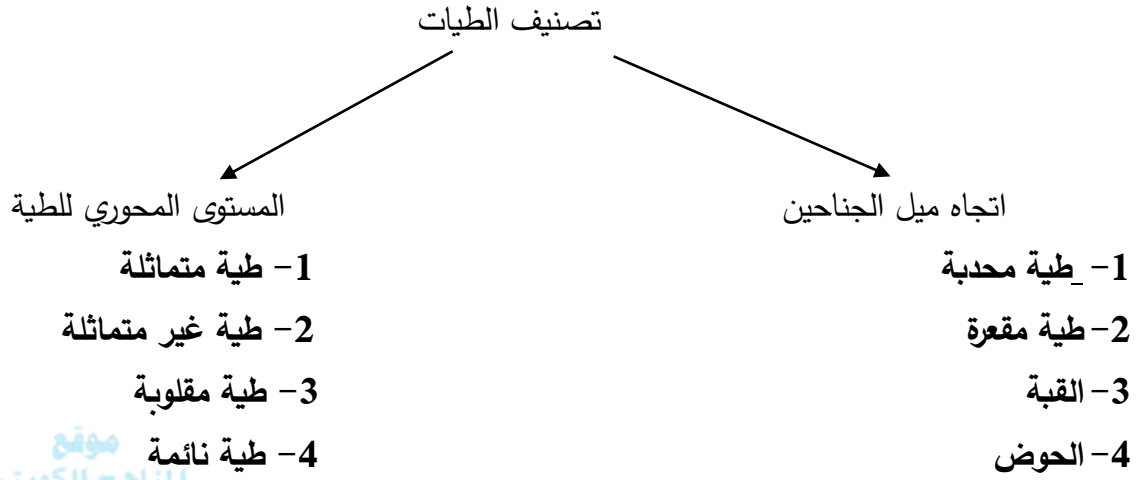 تصنيف الطيات
اتجاه ميل الجناحين
1- طية محدبة
2- طية مقعرة
3- القبة
4- الحوض
المستوى المحوري للطية
1- طية متماثلة
2- طية غير متماثلة
3- طية مقلوبة
4- طية نائمة
موقع